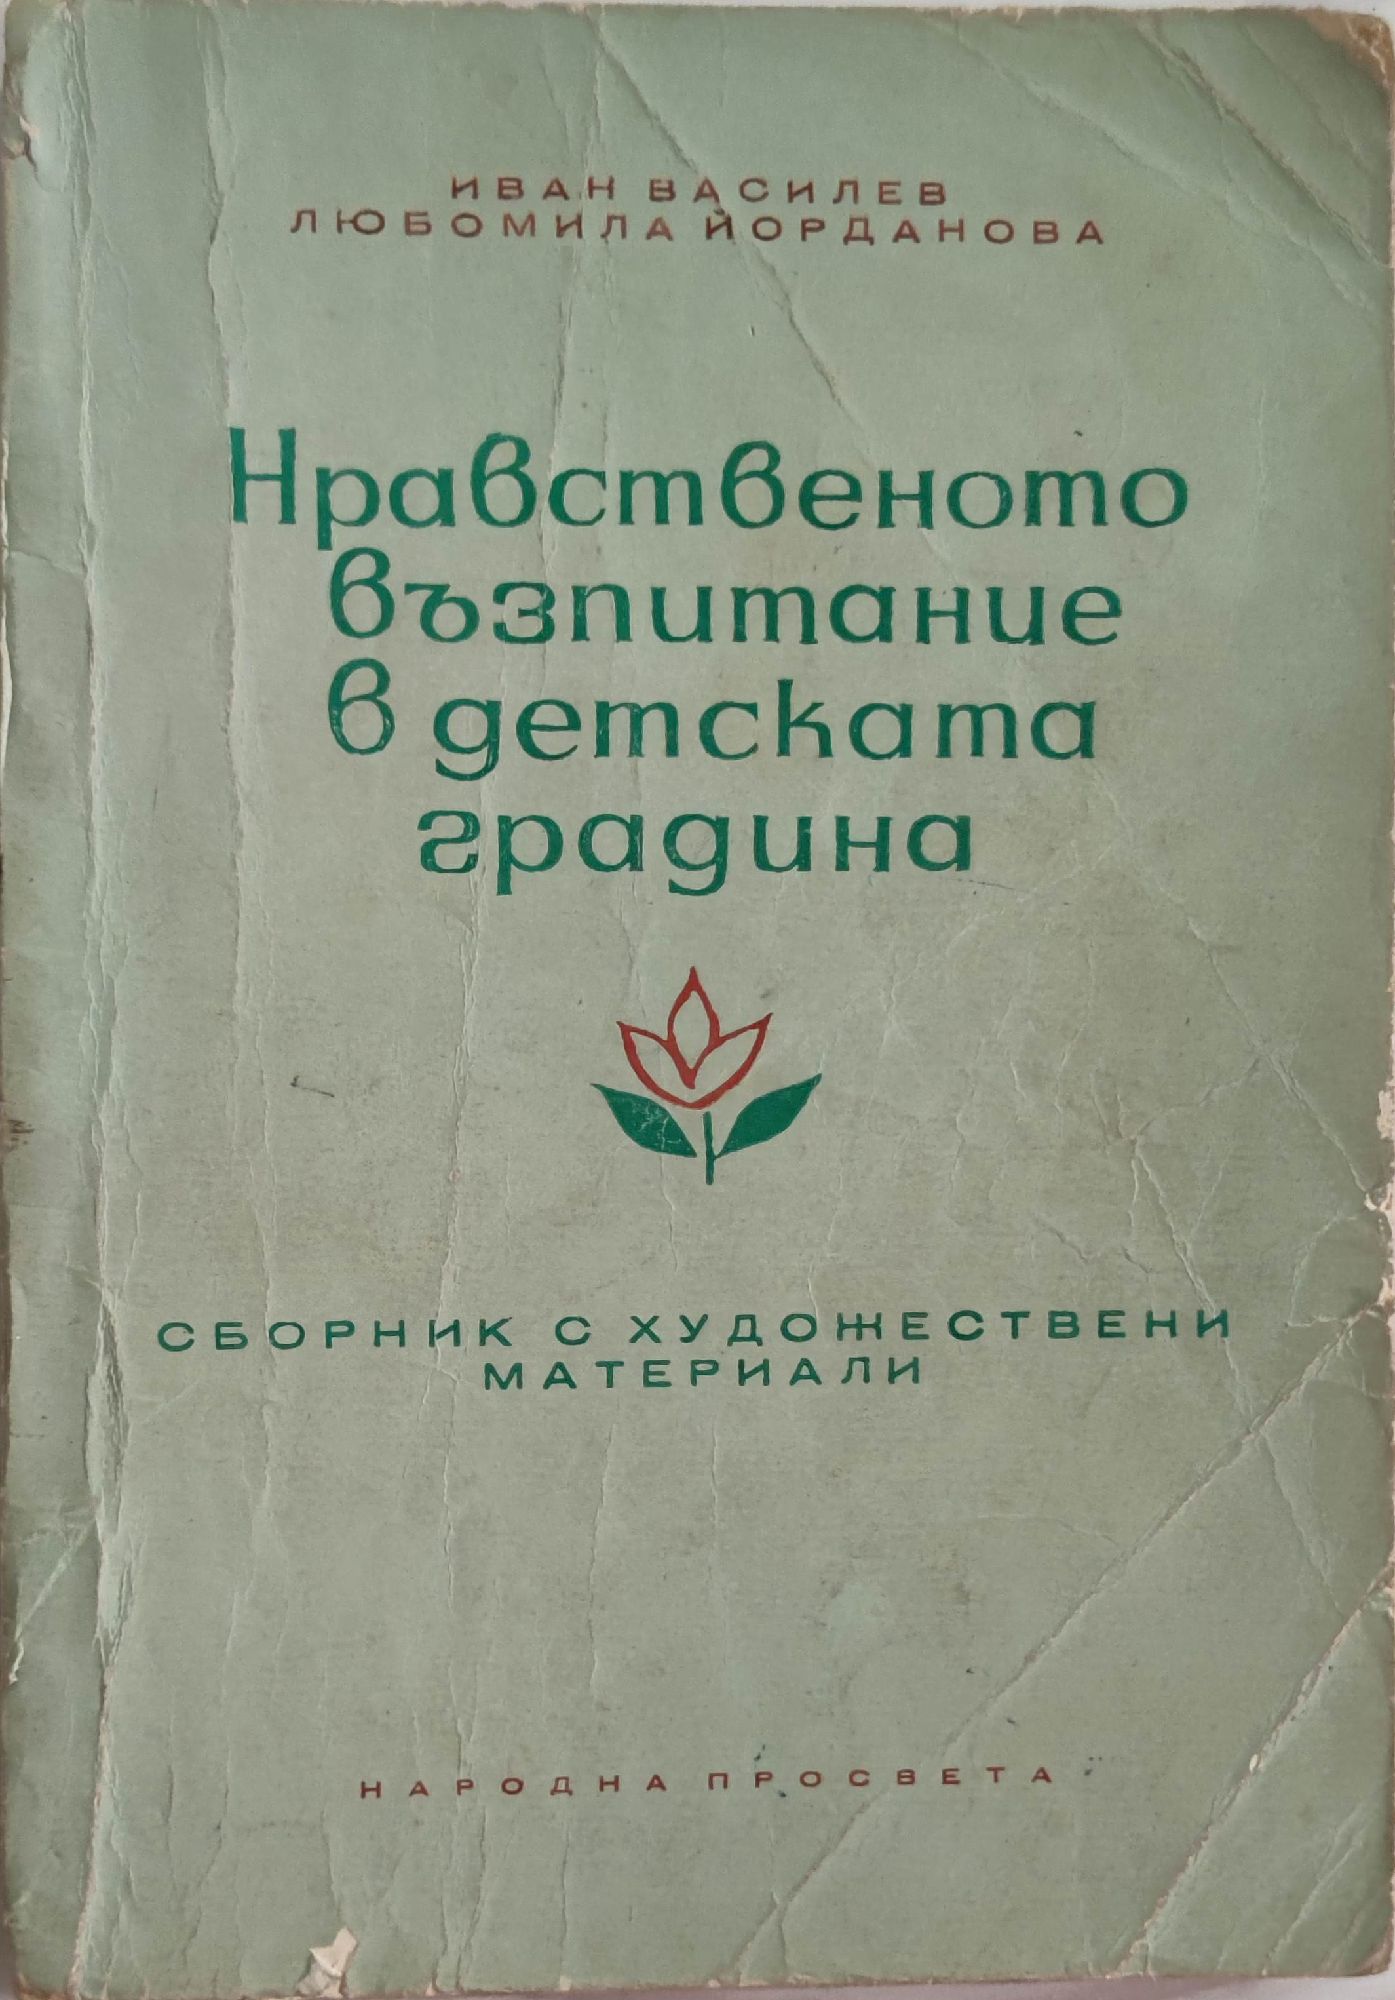 ИВАН ВАСИЛЕВ
ЛЮБОМИЛА ЙОРДАНОВА
Нравственото
възпитание
в детската
градина
СБОРНИК С ХУДОЖЕСТВЕНИ
МАТЕРИАЛИ
НАРОДНА ПРОСВЕТА